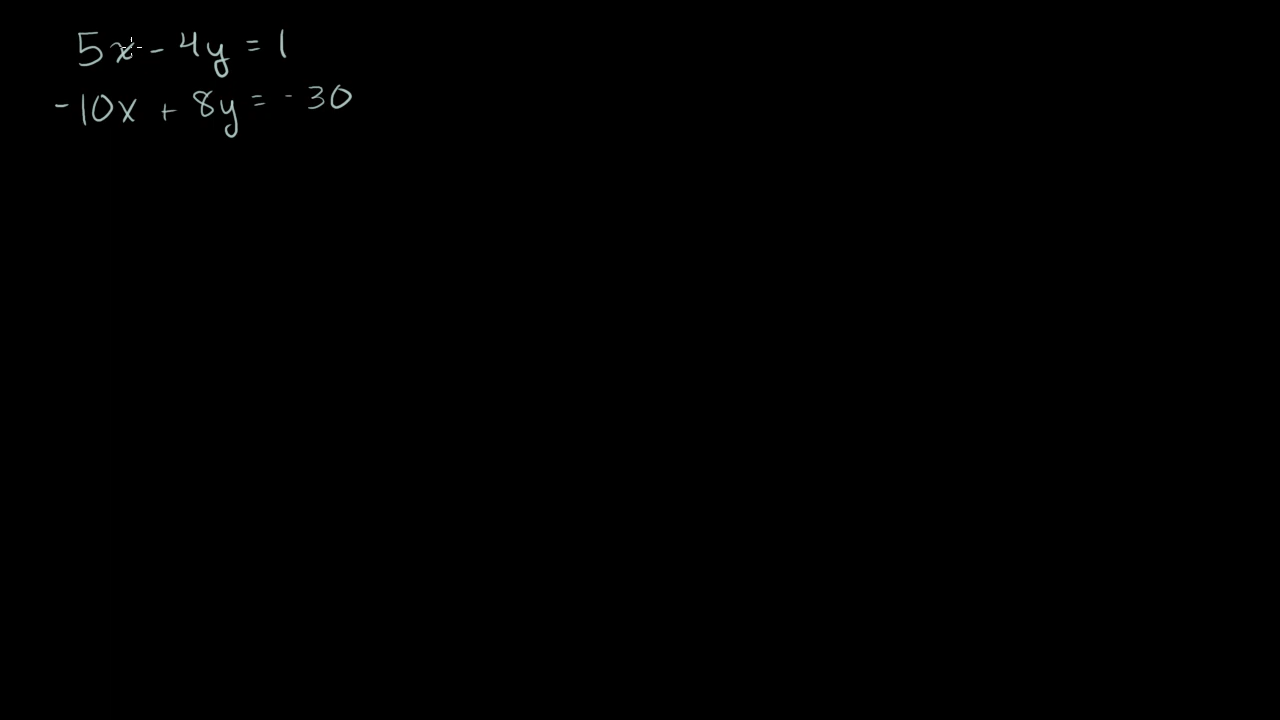 5x - 4y = 1
-10x + 8y = -30